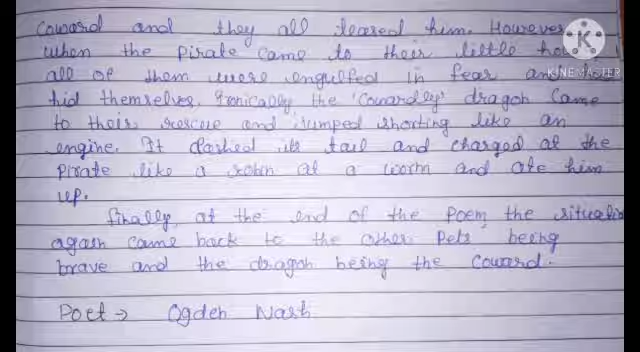 coward and they all teared him. However
when the pirate came to their little
all of them were engulfed in fear and
hid themselves. Ironically the 'cowardly' dragon came
to their rescue and jumped snorting like an
engine. It dashed its tail and charged at the
pirate like a robin at a worm and ate him
up.
Finally, at the end of the poem, the situation
again came back to the other pets being
brave and the dragon being the coward.
Poet → Ogden Nash
KINEMASTER